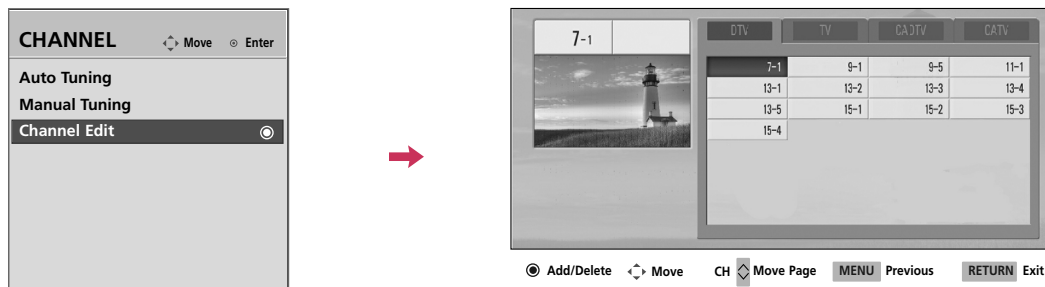 CHANNEL Move Enter
Auto Tuning
Manual Tuning
Channel Edit
7-1
DTV TV CADTV CATV
7-1 9-1 9-5 11-1
13-1 13-2 13-3 13-4
13-5 15-1 15-2 15-3
15-4
Add/Delete Move CH Move Page MENU Previous RETURN Exit